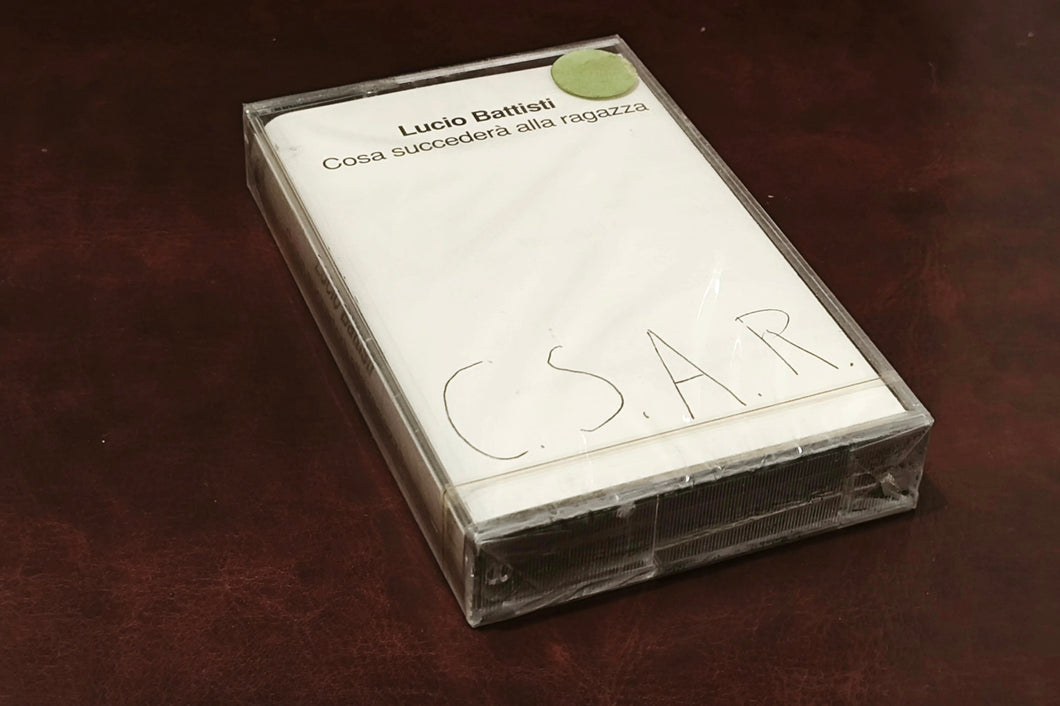 Lucio Battisti
Cosa succederà alla ragazza
C.S.A.R.